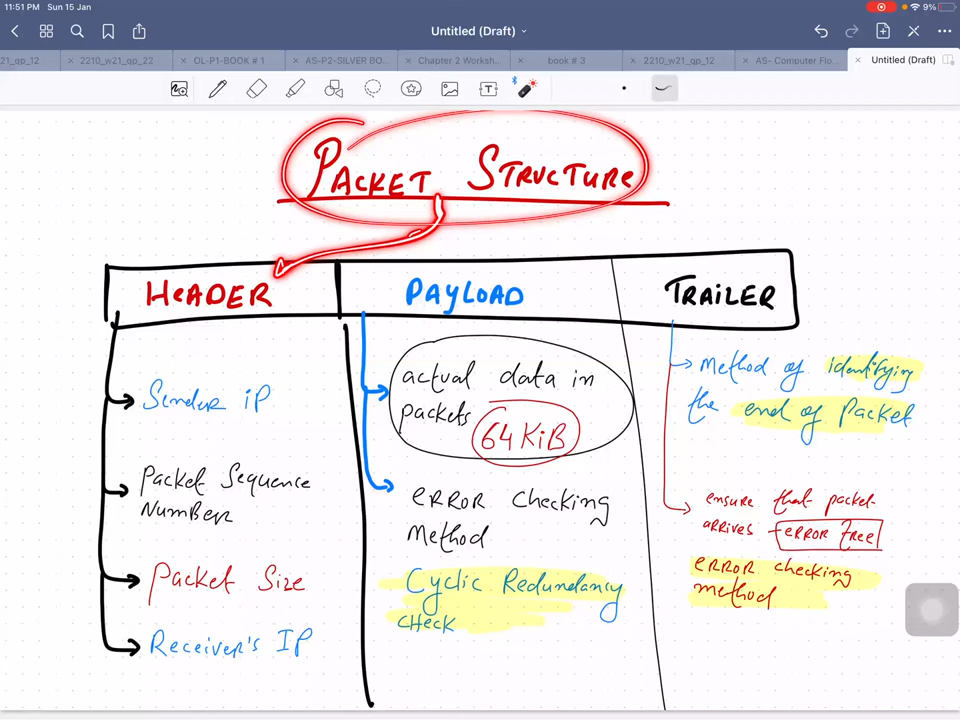 11:51 PM Sun 15 Jan
9%
Untitled (Draft)
21_qp_12
2210_w21_qp_22
OL-P1-BOOK # 1
AS-P2-SILVER BO...
Chapter 2 Worksh...
book # 3
2210_w21_qp_12
AS- Computer Flo...
Untitled (Draft)
PACKET STRUCTURE
HEADER
PAYLOAD
TRAILER
Sender iP
Packet Sequence
NumBer
Packet Size
Receiver's IP
actual data in
packets 64 KiB
error checking
Method
Cyclic Redundancy
check
Method of identifying
the end of Packet
ensure that packet
arrives error free
error checking
method